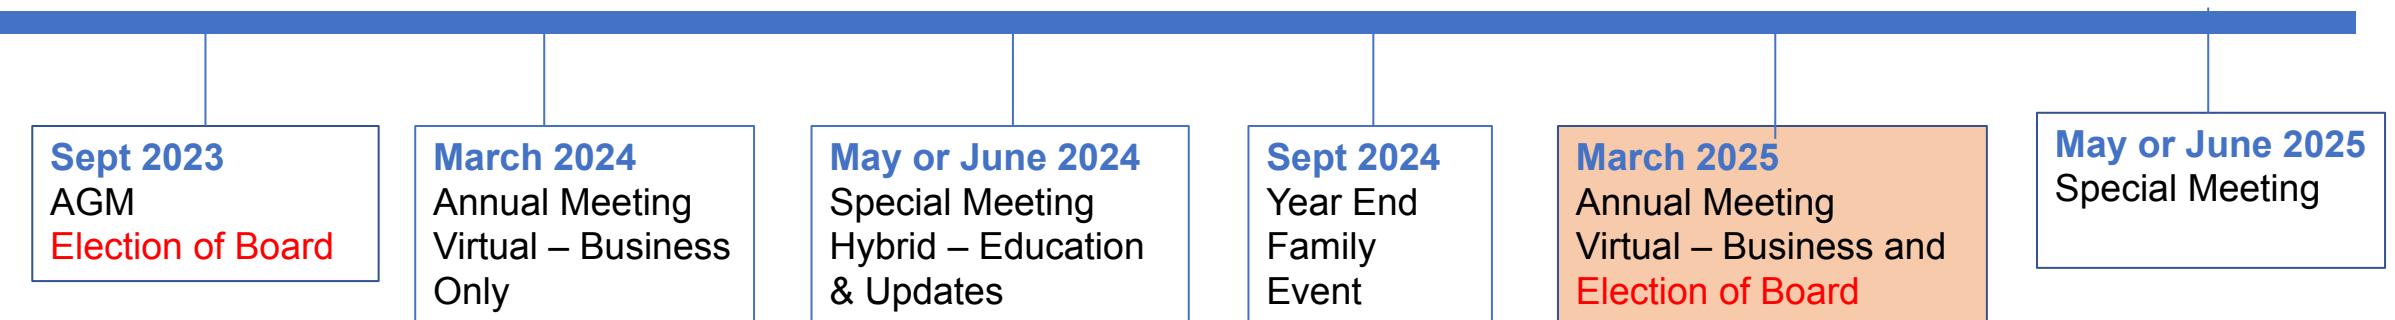 Sept 2023
AGM
Election of Board
March 2024
Annual Meeting
Virtual – Business
Only
May or June 2024
Special Meeting
Hybrid – Education
& Updates
Sept 2024
Year End
Family
Event
March 2025
Annual Meeting
Virtual – Business and
Election of Board
May or June 2025
Special Meeting